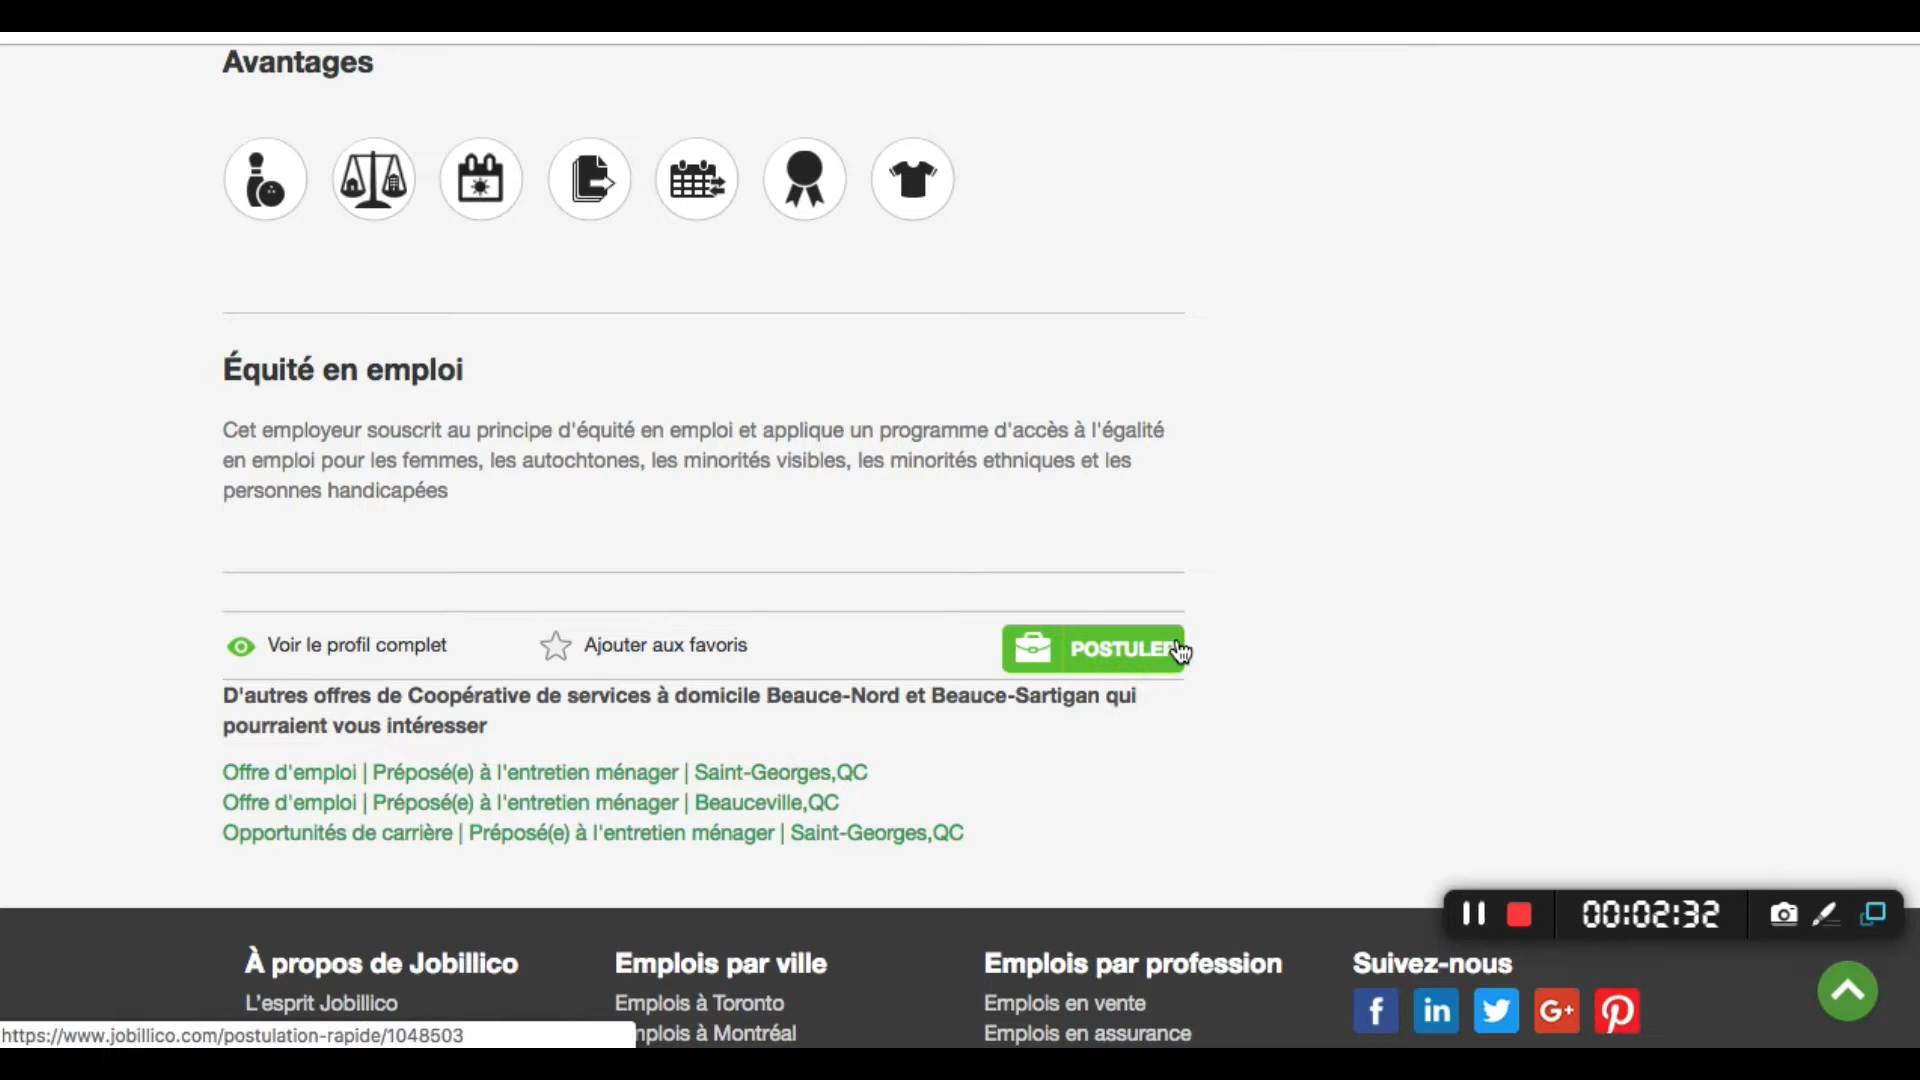 Avantages
Équité en emploi
Cet employeur souscrit au principe d'équité en emploi et applique un programme d'accès à l'égalité
en emploi pour les femmes, les autochtones, les minorités visibles, les minorités ethniques et les
personnes handicapées
Voir le profil complet
Ajouter aux favoris
POSTULER
D'autres offres de Coopérative de services à domicile Beauce-Nord et Beauce-Sartigan qui
pourraient vous intéresser
Offre d'emploi | Préposé(e) à l'entretien ménager | Saint-Georges,QC
Offre d'emploi | Préposé(e) à l'entretien ménager | Beauceville,QC
Opportunités de carrière | Préposé(e) à l'entretien ménager | Saint-Georges,QC
00:02:32
À propos de Jobillico
L'esprit Jobillico
Emplois par ville
Emplois à Toronto
mplois à Montréal
Emplois par profession
Emplois en vente
Emplois en assurance
Suivez-nous
f
in
G+
https://www.jobillico.com/postulation-rapide/1048503